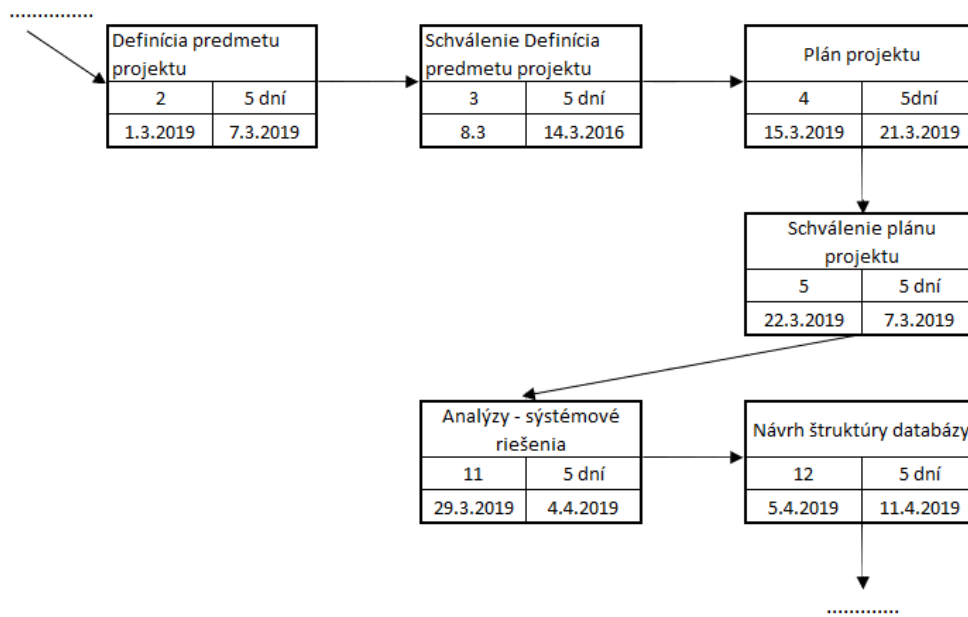 ...............
Definícia predmetu
projektu
2 5 dní
1.3.2019 7.3.2019
Schválenie Definícia
predmetu projektu
3 5 dní
8.3 14.3.2016
Plán projektu
4 5dní
15.3.2019 21.3.2019
Schválenie plánu
projektu
5 5 dní
22.3.2019 7.3.2019
Analýzy - sýstémové
riešenia
11 5 dní
29.3.2019 4.4.2019
Návrh štruktúry databázy
12 5 dní
5.4.2019 11.4.2019
.............